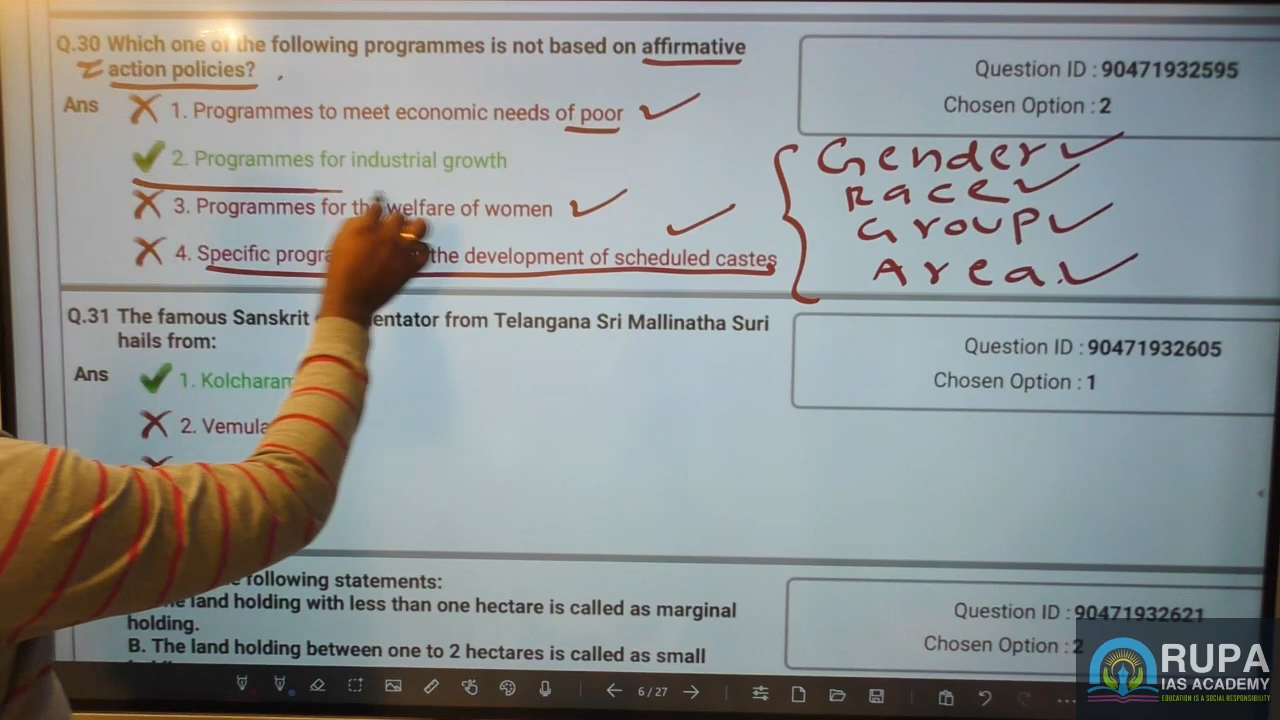 Q.30 Which one of the following programmes is not based on affirmative
action policies?
Question ID : 90471932595
Chosen Option : 2
Ans
1. Programmes to meet economic needs of poor
2. Programmes for industrial growth
3. Programmes for the welfare of women
4. Specific the development of scheduled castes
Gender
Race
Group
Area
Q.31 The famous Sanskrit from Telangana Sri Mallinatha Suri
hails from:
Question ID : 90471932605
Chosen Option : 1
Ans
1. Kolcharam
2.
following statements:
land holding with less than one hectare is called as marginal
holding.
B. The land holding between one to 2 hectares is called as small
Question ID : 90471932621
Chosen Option : 2
6 / 27
RUPA
IAS ACADEMY
EDUCATION IS A SOCIAL RESPONSIBILITY